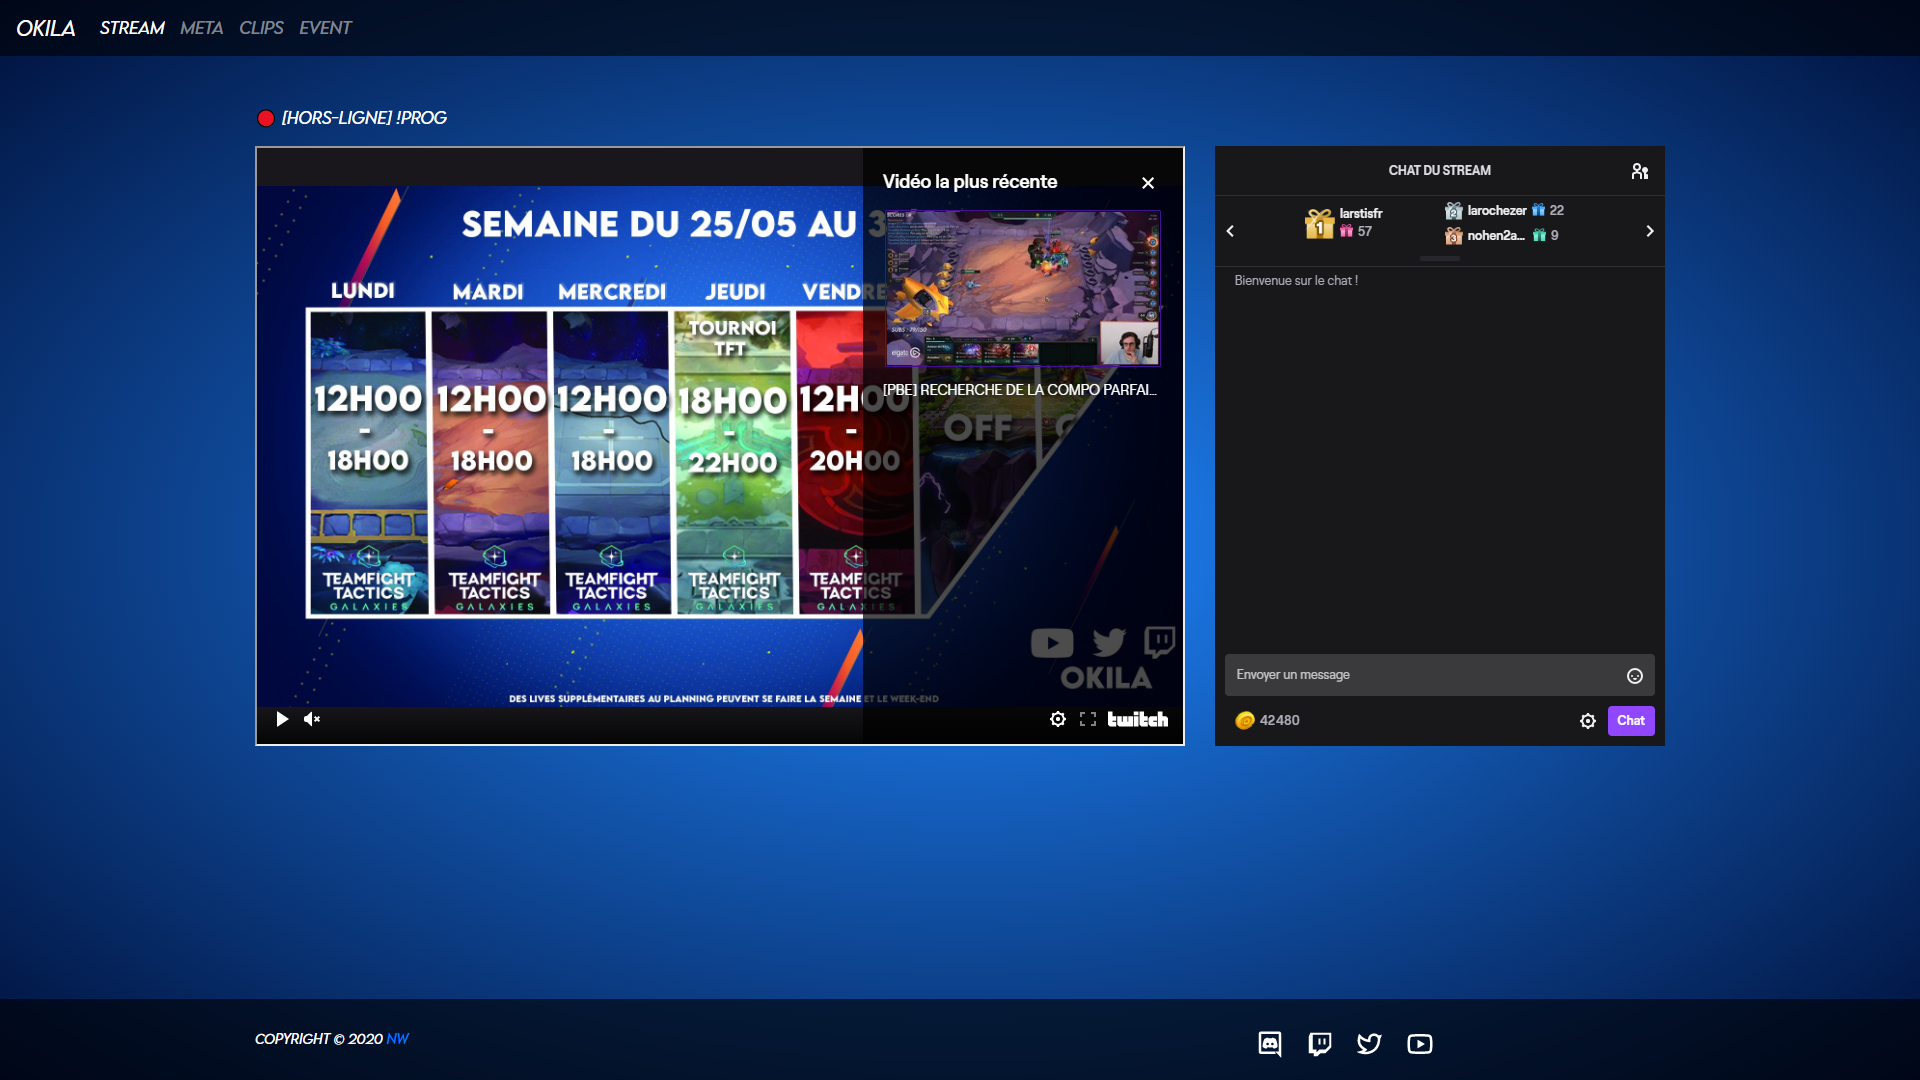 OKILA STREAM META CLIPS EVENT
[HORS-LIGNE] !PROG
SEMAINE DU 25/05 AU 3
LUNDI MARDI MERCREDI JEUDI VENDRE
TOURNOI
TFT
12H00 12H00 12H00 18H00 12H00 OFF
- - - - -
18H00 18H00 18H00 22H00 20H00
TEAMFIGHT TEAMFIGHT TEAMFIGHT TEAMFIGHT TEAMFIGHT
TACTICS TACTICS TACTICS TACTICS TACTICS
GALAXIES GALAXIES GALAXIES GALAXIES GALAXIES
OKILA
DES LIVES SUPPLÉMENTAIRES AU PLANNING PEUVENT SE FAIRE LA SEMAINE ET LE WEEK-END
twitch
Vidéo la plus récente
elgato
[PBE] RECHERCHE DE LA COMPO PARFAI...
CHAT DU STREAM
1 larstisfr
57
2 larochezer 22
3 nohen2a... 9
Bienvenue sur le chat !
Envoyer un message
42480 Chat
COPYRIGHT © 2020 NW